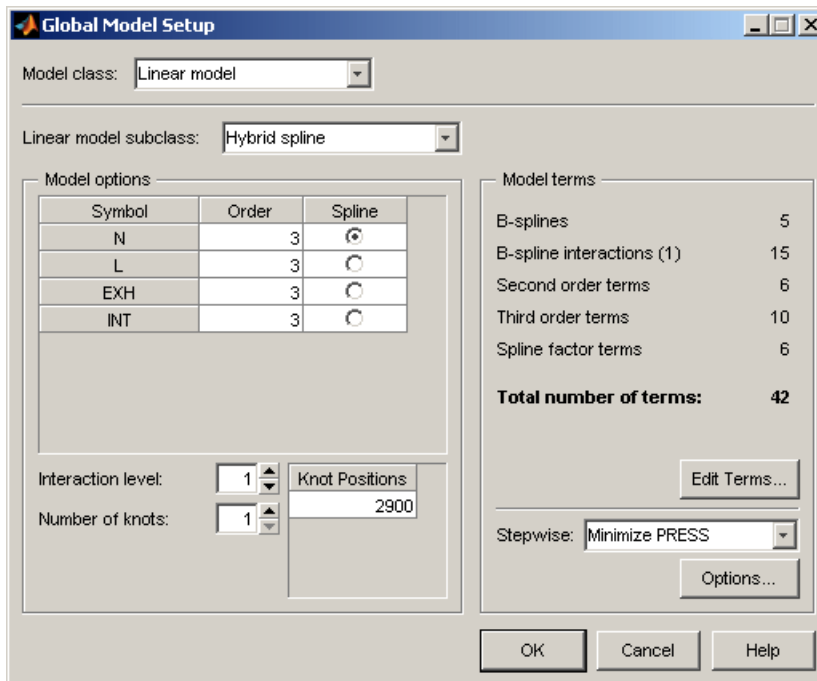 Global Model Setup
Model class: Linear model
Linear model subclass: Hybrid spline
Model options
Symbol Order Spline
N 3
L 3
EXH 3
INT 3
Interaction level: 1
Number of knots: 1
Knot Positions
2900
Model terms
B-splines 5
B-spline interactions (1) 15
Second order terms 6
Third order terms 10
Spline factor terms 6
Total number of terms: 42
Edit Terms...
Stepwise: Minimize PRESS
Options...
OK Cancel Help